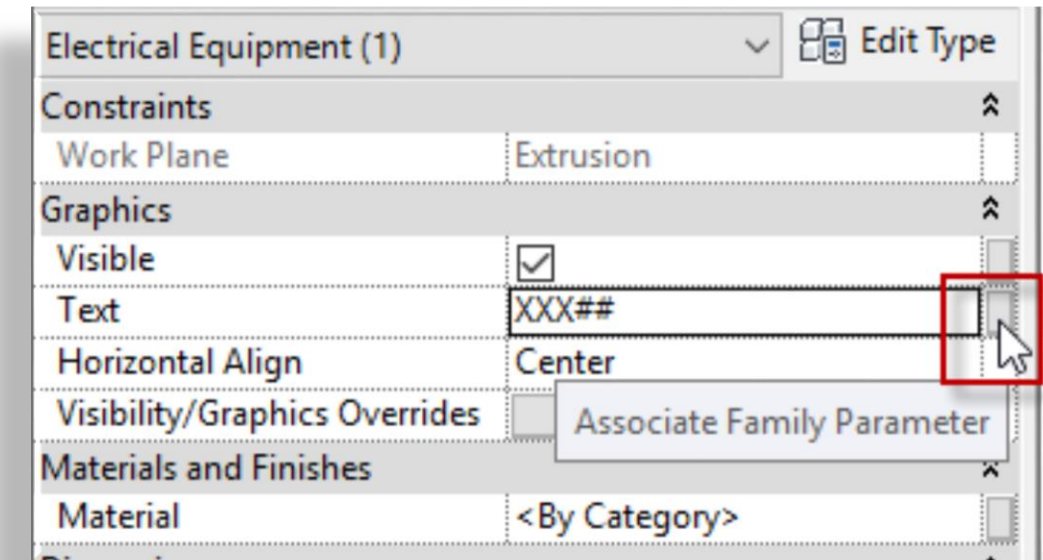 Electrical Equipment (1) Edit Type
Constraints
Work Plane Extrusion
Graphics
Visible
Text XXX##
Horizontal Align Center
Visibility/Graphics Overrides Associate Family Parameter
Materials and Finishes
Material <By Category>